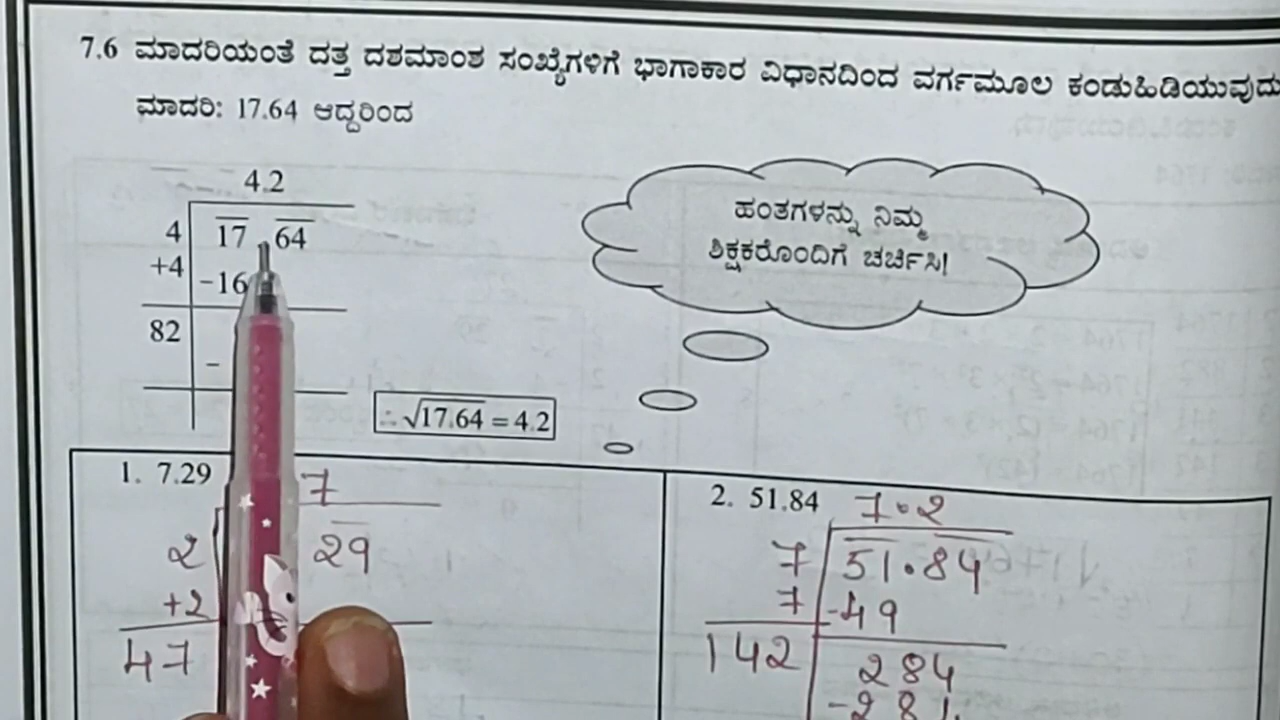 7.6 ಮಾದರಿಯಂತೆ ದತ್ತ ದಶಮಾಂಶ ಸಂಖ್ಯೆಗಳಿಗೆ ಭಾಗಾಕಾರ ವಿಧಾನದಿಂದ ವರ್ಗಮೂಲ ಕಂಡುಹಿಡಿಯುವುದು
ಮಾದರಿ: 17.64 ಆದ್ದರಿಂದ
4.2
4 17 . 64
+4 −16
82
−
∴ √17.64 = 4.2
ಹಂತಗಳನ್ನು ನಿಮ್ಮ
ಶಿಕ್ಷಕರೊಂದಿಗೆ ಚರ್ಚಿಸಿ!
1. 7.29
7
2 29
+2
47
2. 51.84 7.2
7 51.84
7 -49
142 284